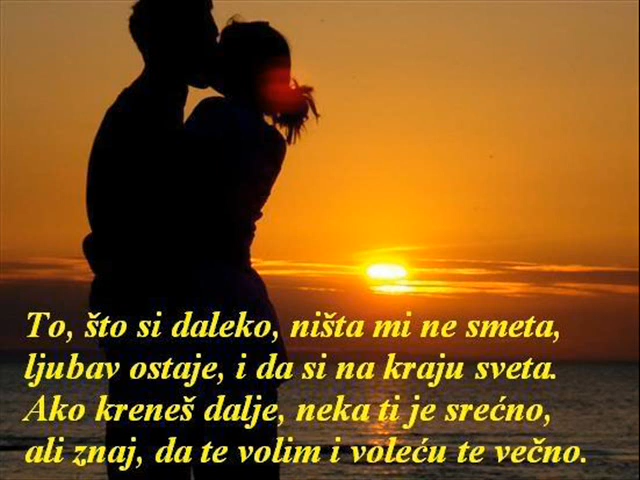 To, što si daleko, ništa mi ne smeta,
ljubav ostaje, i da si na kraju sveta.
Ako kreneš dalje, neka ti je srećno,
ali znaj, da te volim i voleću te večno.